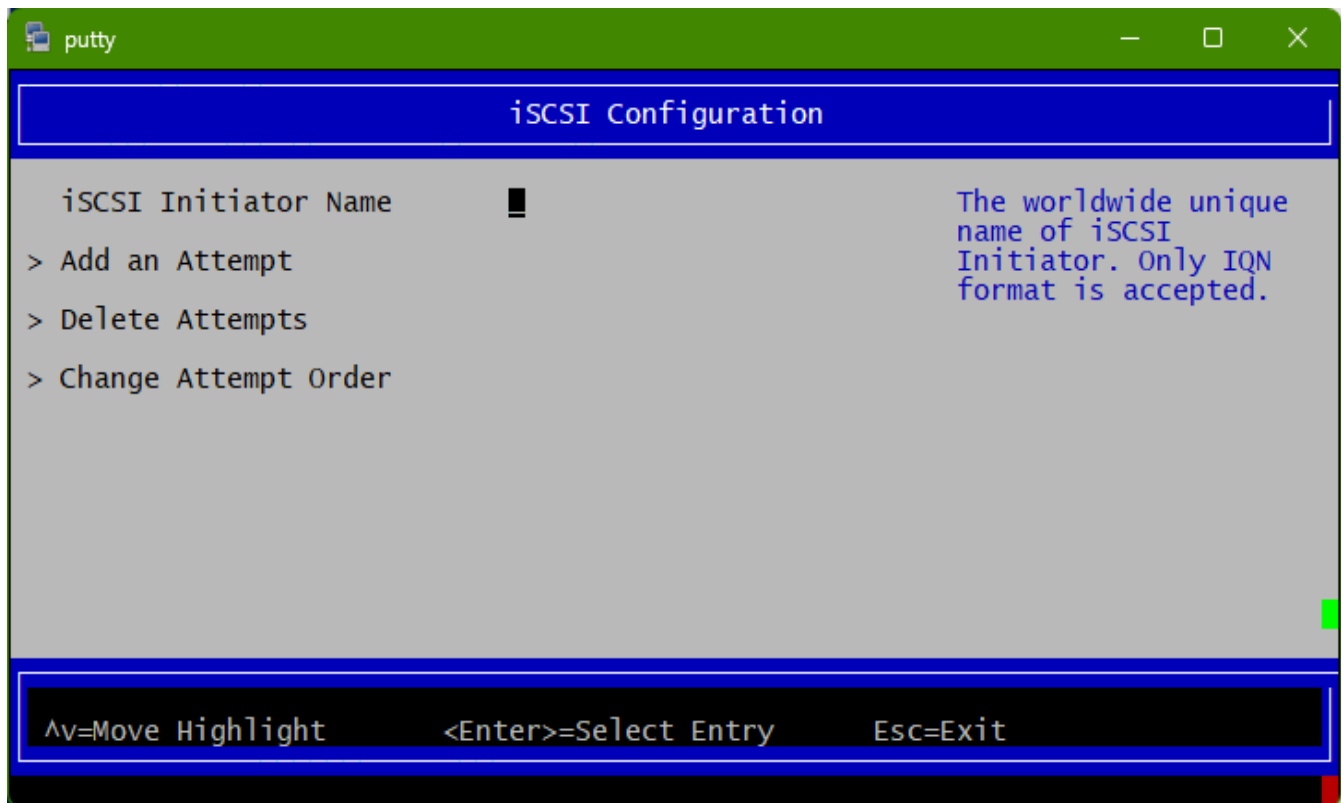 putty
iSCSI Configuration
iSCSI Initiator Name
The worldwide unique
name of iSCSI
Initiator. Only IQN
format is accepted.
> Add an Attempt
> Delete Attempts
> Change Attempt Order
^v=Move Highlight <Enter>=Select Entry Esc=Exit